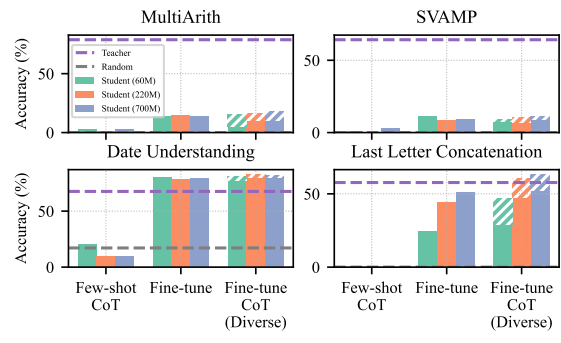 MultiArith
SVAMP
Accuracy (%)
50
0
Teacher
Random
Student (60M)
Student (220M)
Student (700M)
50
0
Date Understanding
Last Letter Concatenation
Accuracy (%)
50
0
50
0
Few-shot
CoT
Fine-tune
Fine-tune
CoT
(Diverse)
Few-shot
CoT
Fine-tune
Fine-tune
CoT
(Diverse)